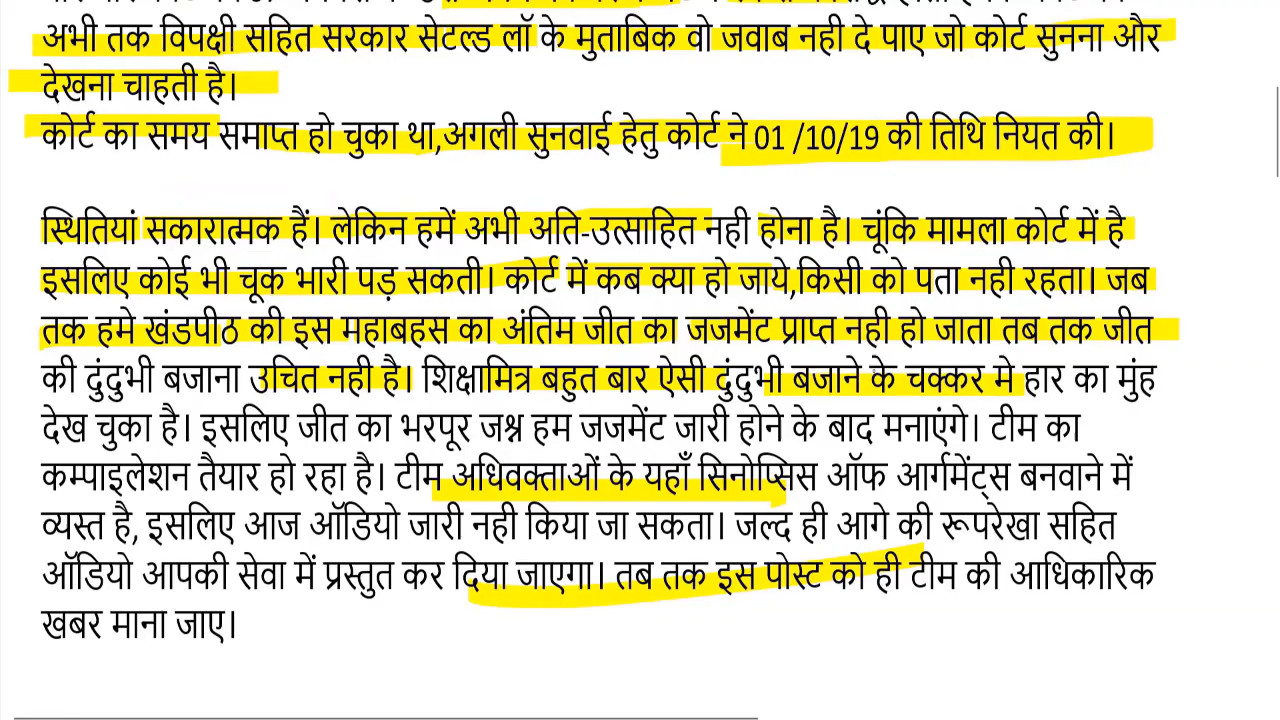 अभी तक विपक्षी सहित सरकार सेटल्ड लॉ के मुताबिक वो जवाब नही दे पाए जो कोर्ट सुनना और
देखना चाहती है।
कोर्ट का समय समाप्त हो चुका था,अगली सुनवाई हेतु कोर्ट ने 01 /10/19 की तिथि नियत की।
स्थितियां सकारात्मक हैं। लेकिन हमें अभी अति-उत्साहित नही होना है। चूंकि मामला कोर्ट में है
इसलिए कोई भी चूक भारी पड़ सकती। कोर्ट में कब क्या हो जाये,किसी को पता नही रहता। जब
तक हमे खंडपीठ की इस महाबहस का अंतिम जीत का जजमेंट प्राप्त नही हो जाता तब तक जीत
की दुंदुभी बजाना उचित नही है। शिक्षामित्र बहुत बार ऐसी दुंदुभी बजाने के चक्कर मे हार का मुंह
देख चुका है। इसलिए जीत का भरपूर जश्न हम जजमेंट जारी होने के बाद मनाएंगे। टीम का
कम्पाइलेशन तैयार हो रहा है। टीम अधिवक्ताओं के यहाँ सिनोप्सिस ऑफ आर्गमेंट्स बनवाने में
व्यस्त है, इसलिए आज ऑडियो जारी नही किया जा सकता। जल्द ही आगे की रूपरेखा सहित
ऑडियो आपकी सेवा में प्रस्तुत कर दिया जाएगा। तब तक इस पोस्ट को ही टीम की आधिकारिक
खबर माना जाए।